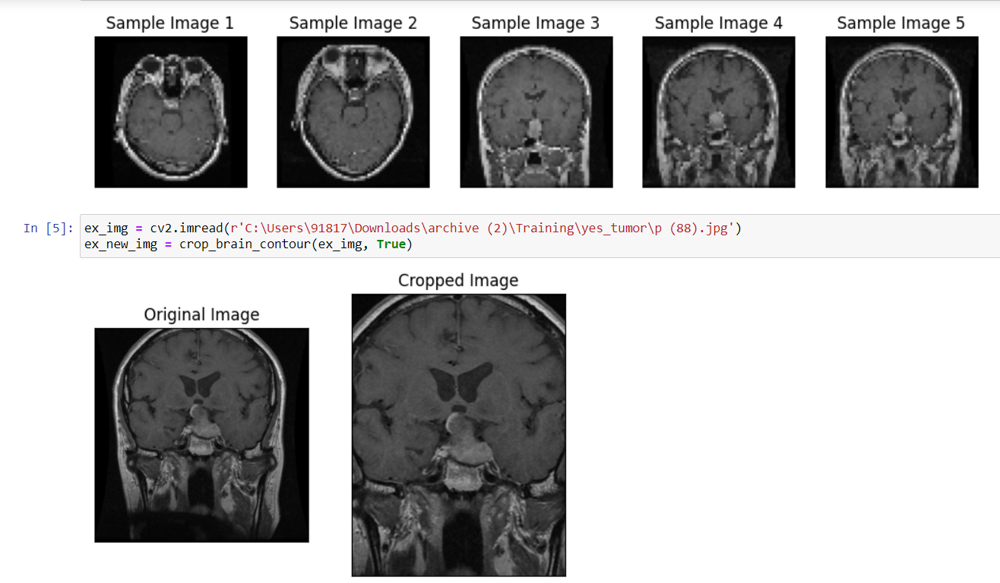 Sample Image 1
Sample Image 2
Sample Image 3
Sample Image 4
Sample Image 5
In [5]:
ex_img = cv2.imread(r'C:\Users\91817\Downloads\archive (2)\Training\yes_tumor\p (88).jpg')
ex_new_img = crop_brain_contour(ex_img, True)
Original Image
Cropped Image